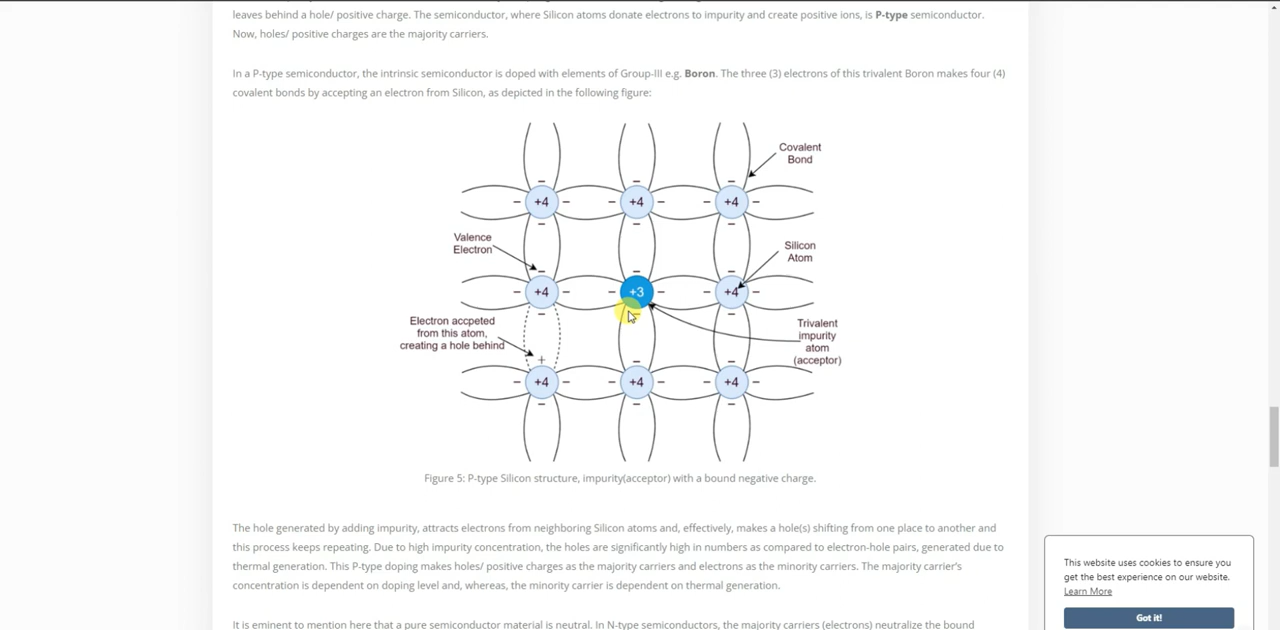 leaves behind a hole/ positive charge. The semiconductor, where Silicon atoms donate electrons to impurity and create positive ions, is P-type semiconductor.
Now, holes/ positive charges are the majority carriers.
In a P-type semiconductor, the intrinsic semiconductor is doped with elements of Group-III e.g. Boron. The three (3) electrons of this trivalent Boron makes four (4)
covalent bonds by accepting an electron from Silicon, as depicted in the following figure:
Covalent
Bond
− − −
− +4 − − +4 − − +4 −
− − −
Valence
Electron
Silicon
Atom
− − −
− +4 − − +3 − − +4 −
− − −
Electron accpeted
from this atom,
creating a hole behind
Trivalent
impurity
atom
(acceptor)
+ − −
− +4 − − +4 − − +4 −
− − −
Figure 5: P-type Silicon structure, impurity(acceptor) with a bound negative charge.
The hole generated by adding impurity, attracts electrons from neighboring Silicon atoms and, effectively, makes a hole(s) shifting from one place to another and
this process keeps repeating. Due to high impurity concentration, the holes are significantly high in numbers as compared to electron-hole pairs, generated due to
thermal generation. This P-type doping makes holes/ positive charges as the majority carriers and electrons as the minority carriers. The majority carrier's
concentration is dependent on doping level and, whereas, the minority carrier is dependent on thermal generation.
It is eminent to mention here that a pure semiconductor material is neutral. In N-type semiconductors, the majority carriers (electrons) neutralize the bound
This website uses cookies to ensure you
get the best experience on our website.
Learn More
Got it!